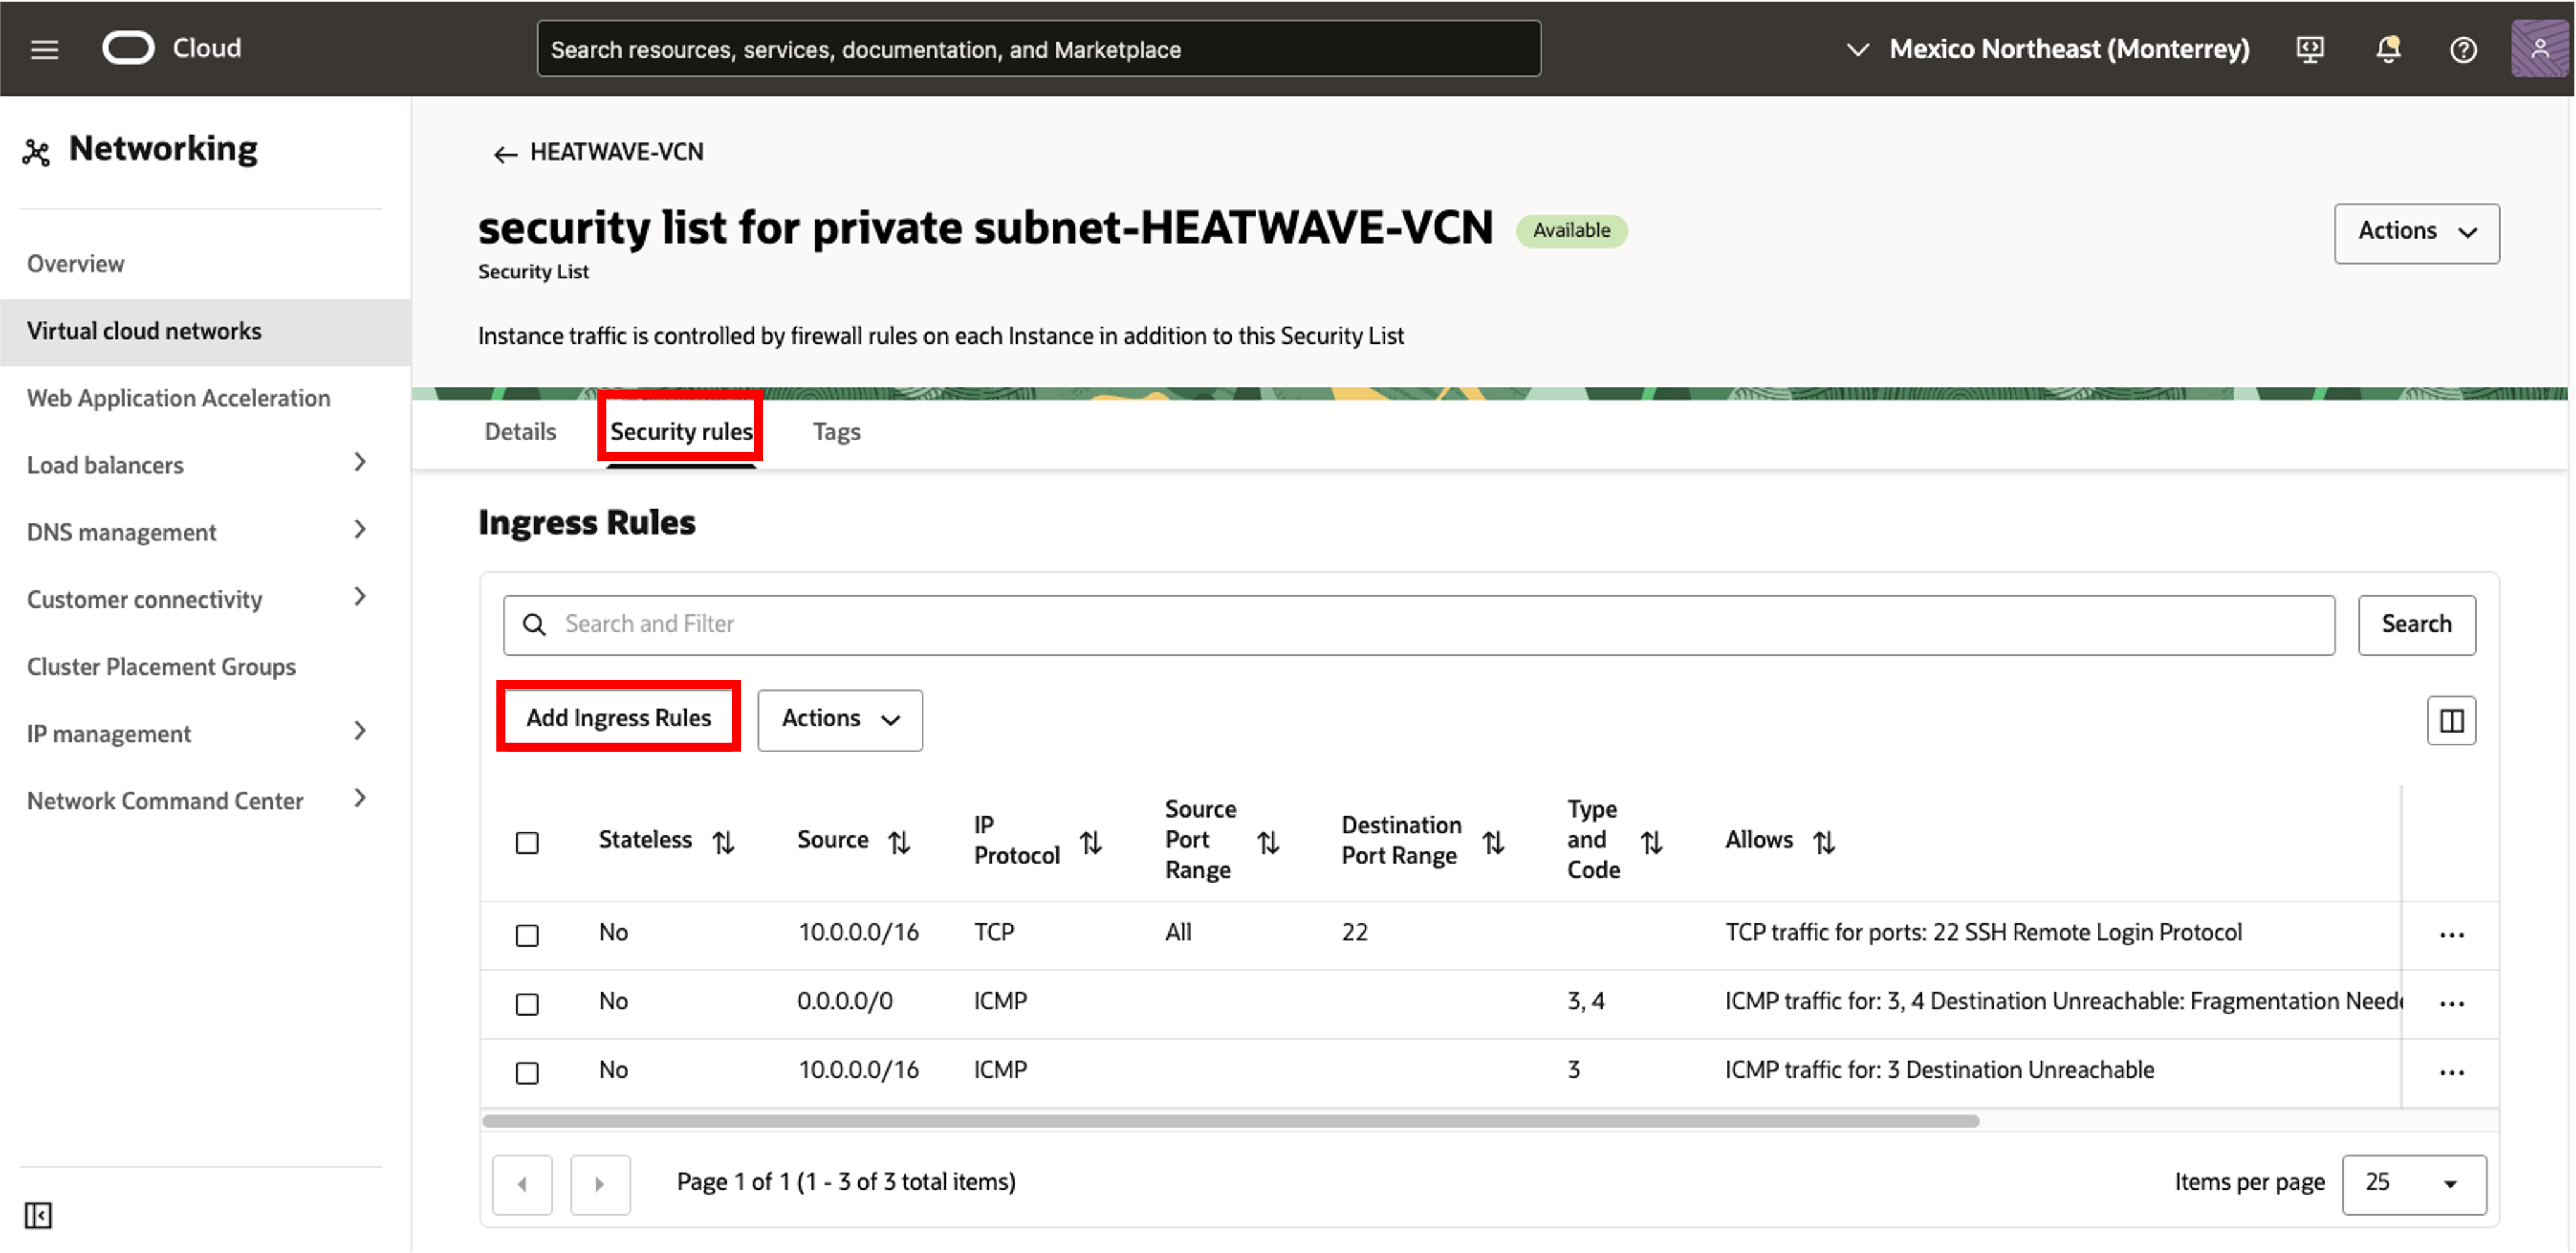 Cloud
Search resources, services, documentation, and Marketplace
Mexico Northeast (Monterrey)
Networking
Overview
Virtual cloud networks
Web Application Acceleration
Load balancers
DNS management
Customer connectivity
Cluster Placement Groups
IP management
Network Command Center
HEATWAVE-VCN
security list for private subnet-HEATWAVE-VCN
Available
Actions
Security List
Instance traffic is controlled by firewall rules on each Instance in addition to this Security List
Details
Security rules
Tags
Ingress Rules
Search and Filter
Search
Add Ingress Rules
Actions
Stateless
Source
IP
Protocol
Source
Port
Range
Destination
Port Range
Type
and
Code
Allows
No 10.0.0.0/16 TCP All 22 TCP traffic for ports: 22 SSH Remote Login Protocol
No 0.0.0.0/0 ICMP 3, 4 ICMP traffic for: 3, 4 Destination Unreachable: Fragmentation
No 10.0.0.0/16 ICMP 3 ICMP traffic for: 3 Destination Unreachable
Page 1 of 1 (1 - 3 of 3 total items)
Items per page 25